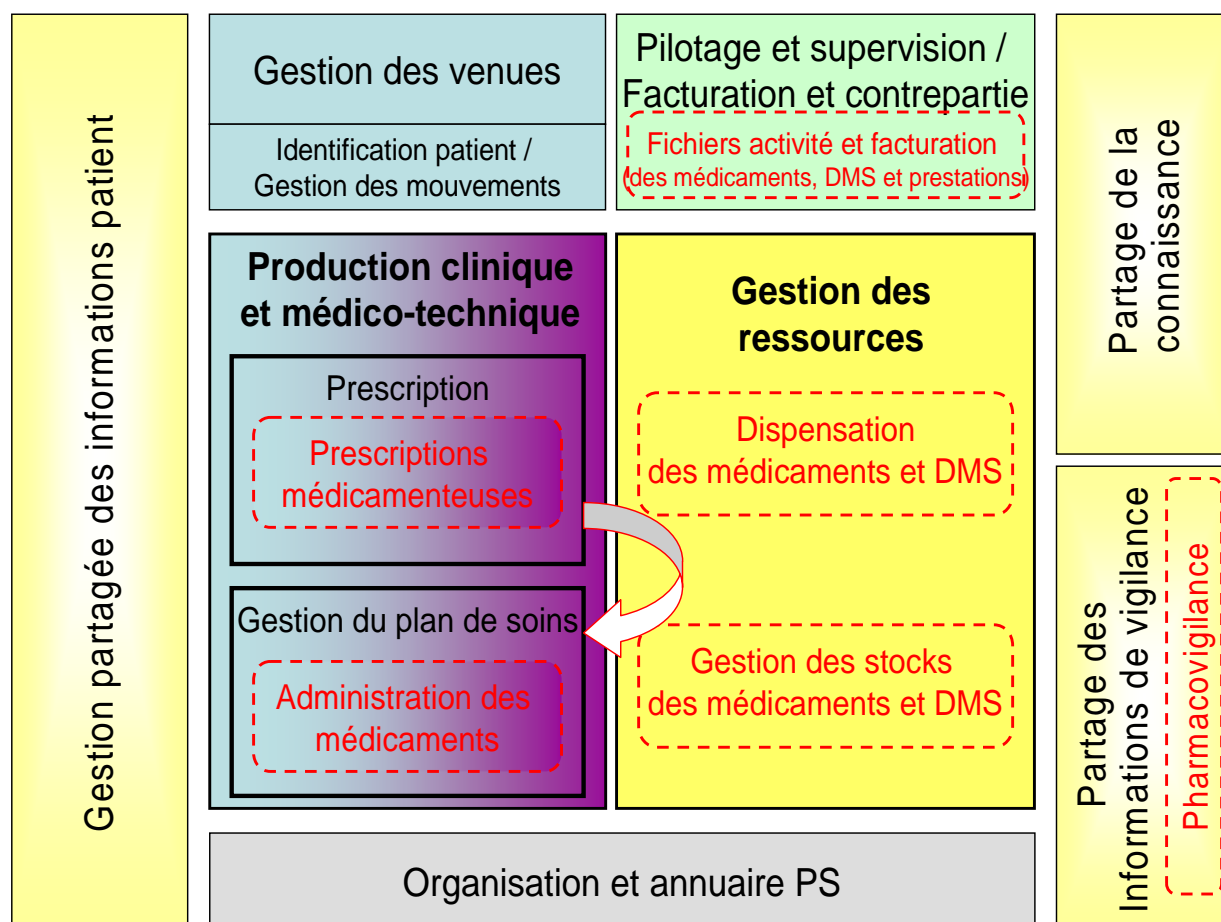 Gestion partagée des informations patient
Gestion des venues
Identification patient /
Gestion des mouvements
Pilotage et supervision /
Facturation et contrepartie
Fichiers activité et facturation
(des médicaments, DMS et prestations)
Production clinique
et médico-technique
Prescription
Prescriptions
médicamenteuses
Gestion du plan de soins
Administration des
médicaments
Gestion des
ressources
Dispensation
des médicaments et DMS
Gestion des stocks
des médicaments et DMS
Partage de la
connaissance
Partage des
Informations de vigilance
Pharmacovigilance
Organisation et annuaire PS